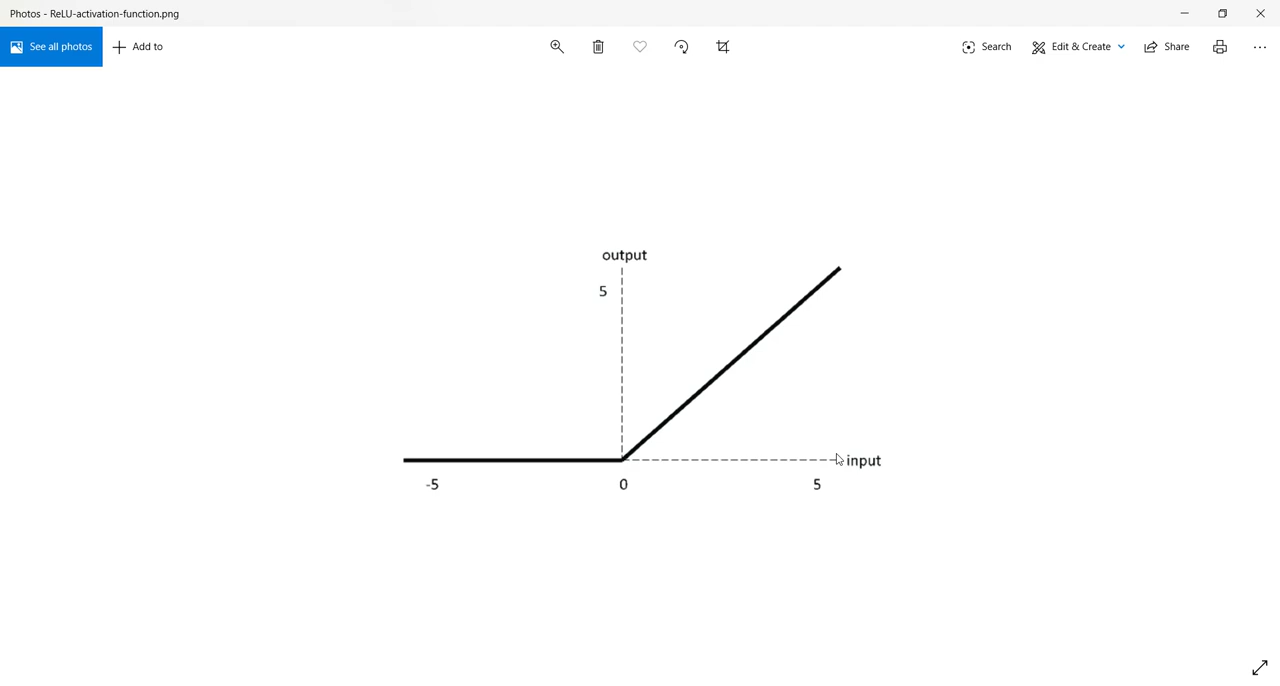 Photos - ReLU-activation-function.png
See all photos
Add to
Search
Edit & Create
Share
output
5
input
-5
0
5